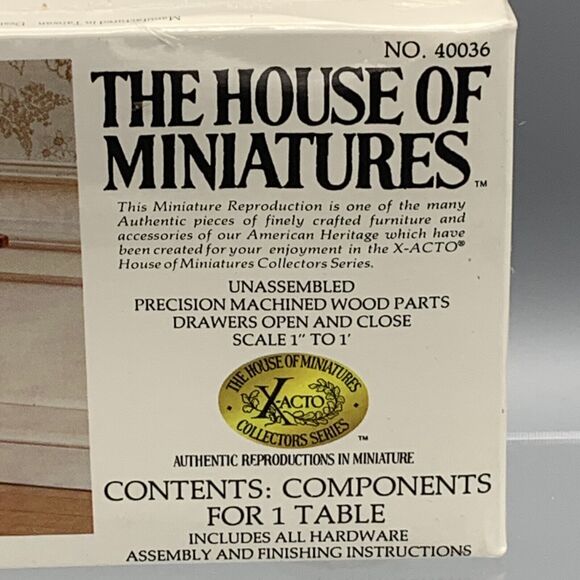 Manufactured in Taiwan
NO. 40036
THE HOUSE OF
MINIATURES™
This Miniature Reproduction is one of the many
Authentic pieces of finely crafted furniture and
accessories of our American Heritage which have
been created for your enjoyment in the X-ACTO®
House of Miniatures Collectors Series.
UNASSEMBLED
PRECISION MACHINED WOOD PARTS
DRAWERS OPEN AND CLOSE
SCALE 1" TO 1'
THE HOUSE OF MINIATURES
X-ACTO
COLLECTORS SERIES ™
AUTHENTIC REPRODUCTIONS IN MINIATURE
CONTENTS: COMPONENTS
FOR 1 TABLE
INCLUDES ALL HARDWARE
ASSEMBLY AND FINISHING INSTRUCTIONS